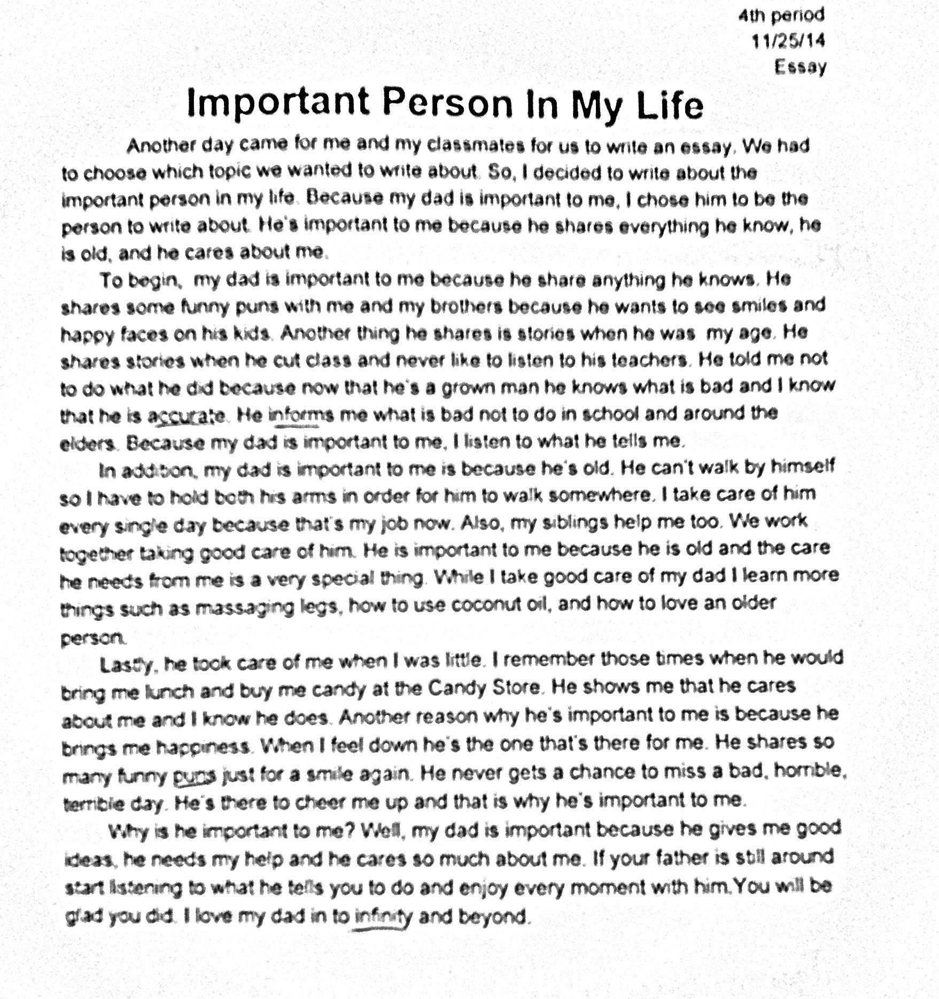 4th period
11/25/14
Essay
Important Person In My Life
Another day came for me and my classmates for us to write an essay. We had
to choose which topic we wanted to write about. So, I decided to write about the
important person in my life. Because my dad is important to me, I chose him to be the
person to write about. He's important to me because he shares everything he know, he
is old, and he cares about me.
To begin, my dad is important to me because he share anything he knows. He
shares some funny puns with me and my brothers because he wants to see smiles and
happy faces on his kids. Another thing he shares is stories when he was my age. He
shares stories when he cut class and never like to listen to his teachers. He told me not
to do what he did because now that he's a grown man he knows what is bad and I know
that he is accurate. He informs me what is bad not to do in school and around the
elders. Because my dad is important to me, I listen to what he tells me.
In addition, my dad is important to me is because he's old. He can't walk by himself
so I have to hold both his arms in order for him to walk somewhere. I take care of him
every single day because that's my job now. Also, my siblings help me too. We work
together taking good care of him. He is important to me because he is old and the care
he needs from me is a very special thing. While I take good care of my dad I learn more
things such as massaging legs, how to use coconut oil, and how to love an older
person.
Lastly, he took care of me when I was little. I remember those times when he would
bring me lunch and buy me candy at the Candy Store. He shows me that he cares
about me and I know he does. Another reason why he's important to me is because he
brings me happiness. When I feel down he's the one that's there for me. He shares so
many funny puns just for a smile again. He never gets a chance to miss a bad, horrible,
terrible day. He's there to cheer me up and that is why he's important to me.
Why is he important to me? Well, my dad is important because he gives me good
ideas, he needs my help and he cares so much about me. If your father is still around
start listening to what he tells you to do and enjoy every moment with him.You will be
glad you did. I love my dad in to infinity and beyond.